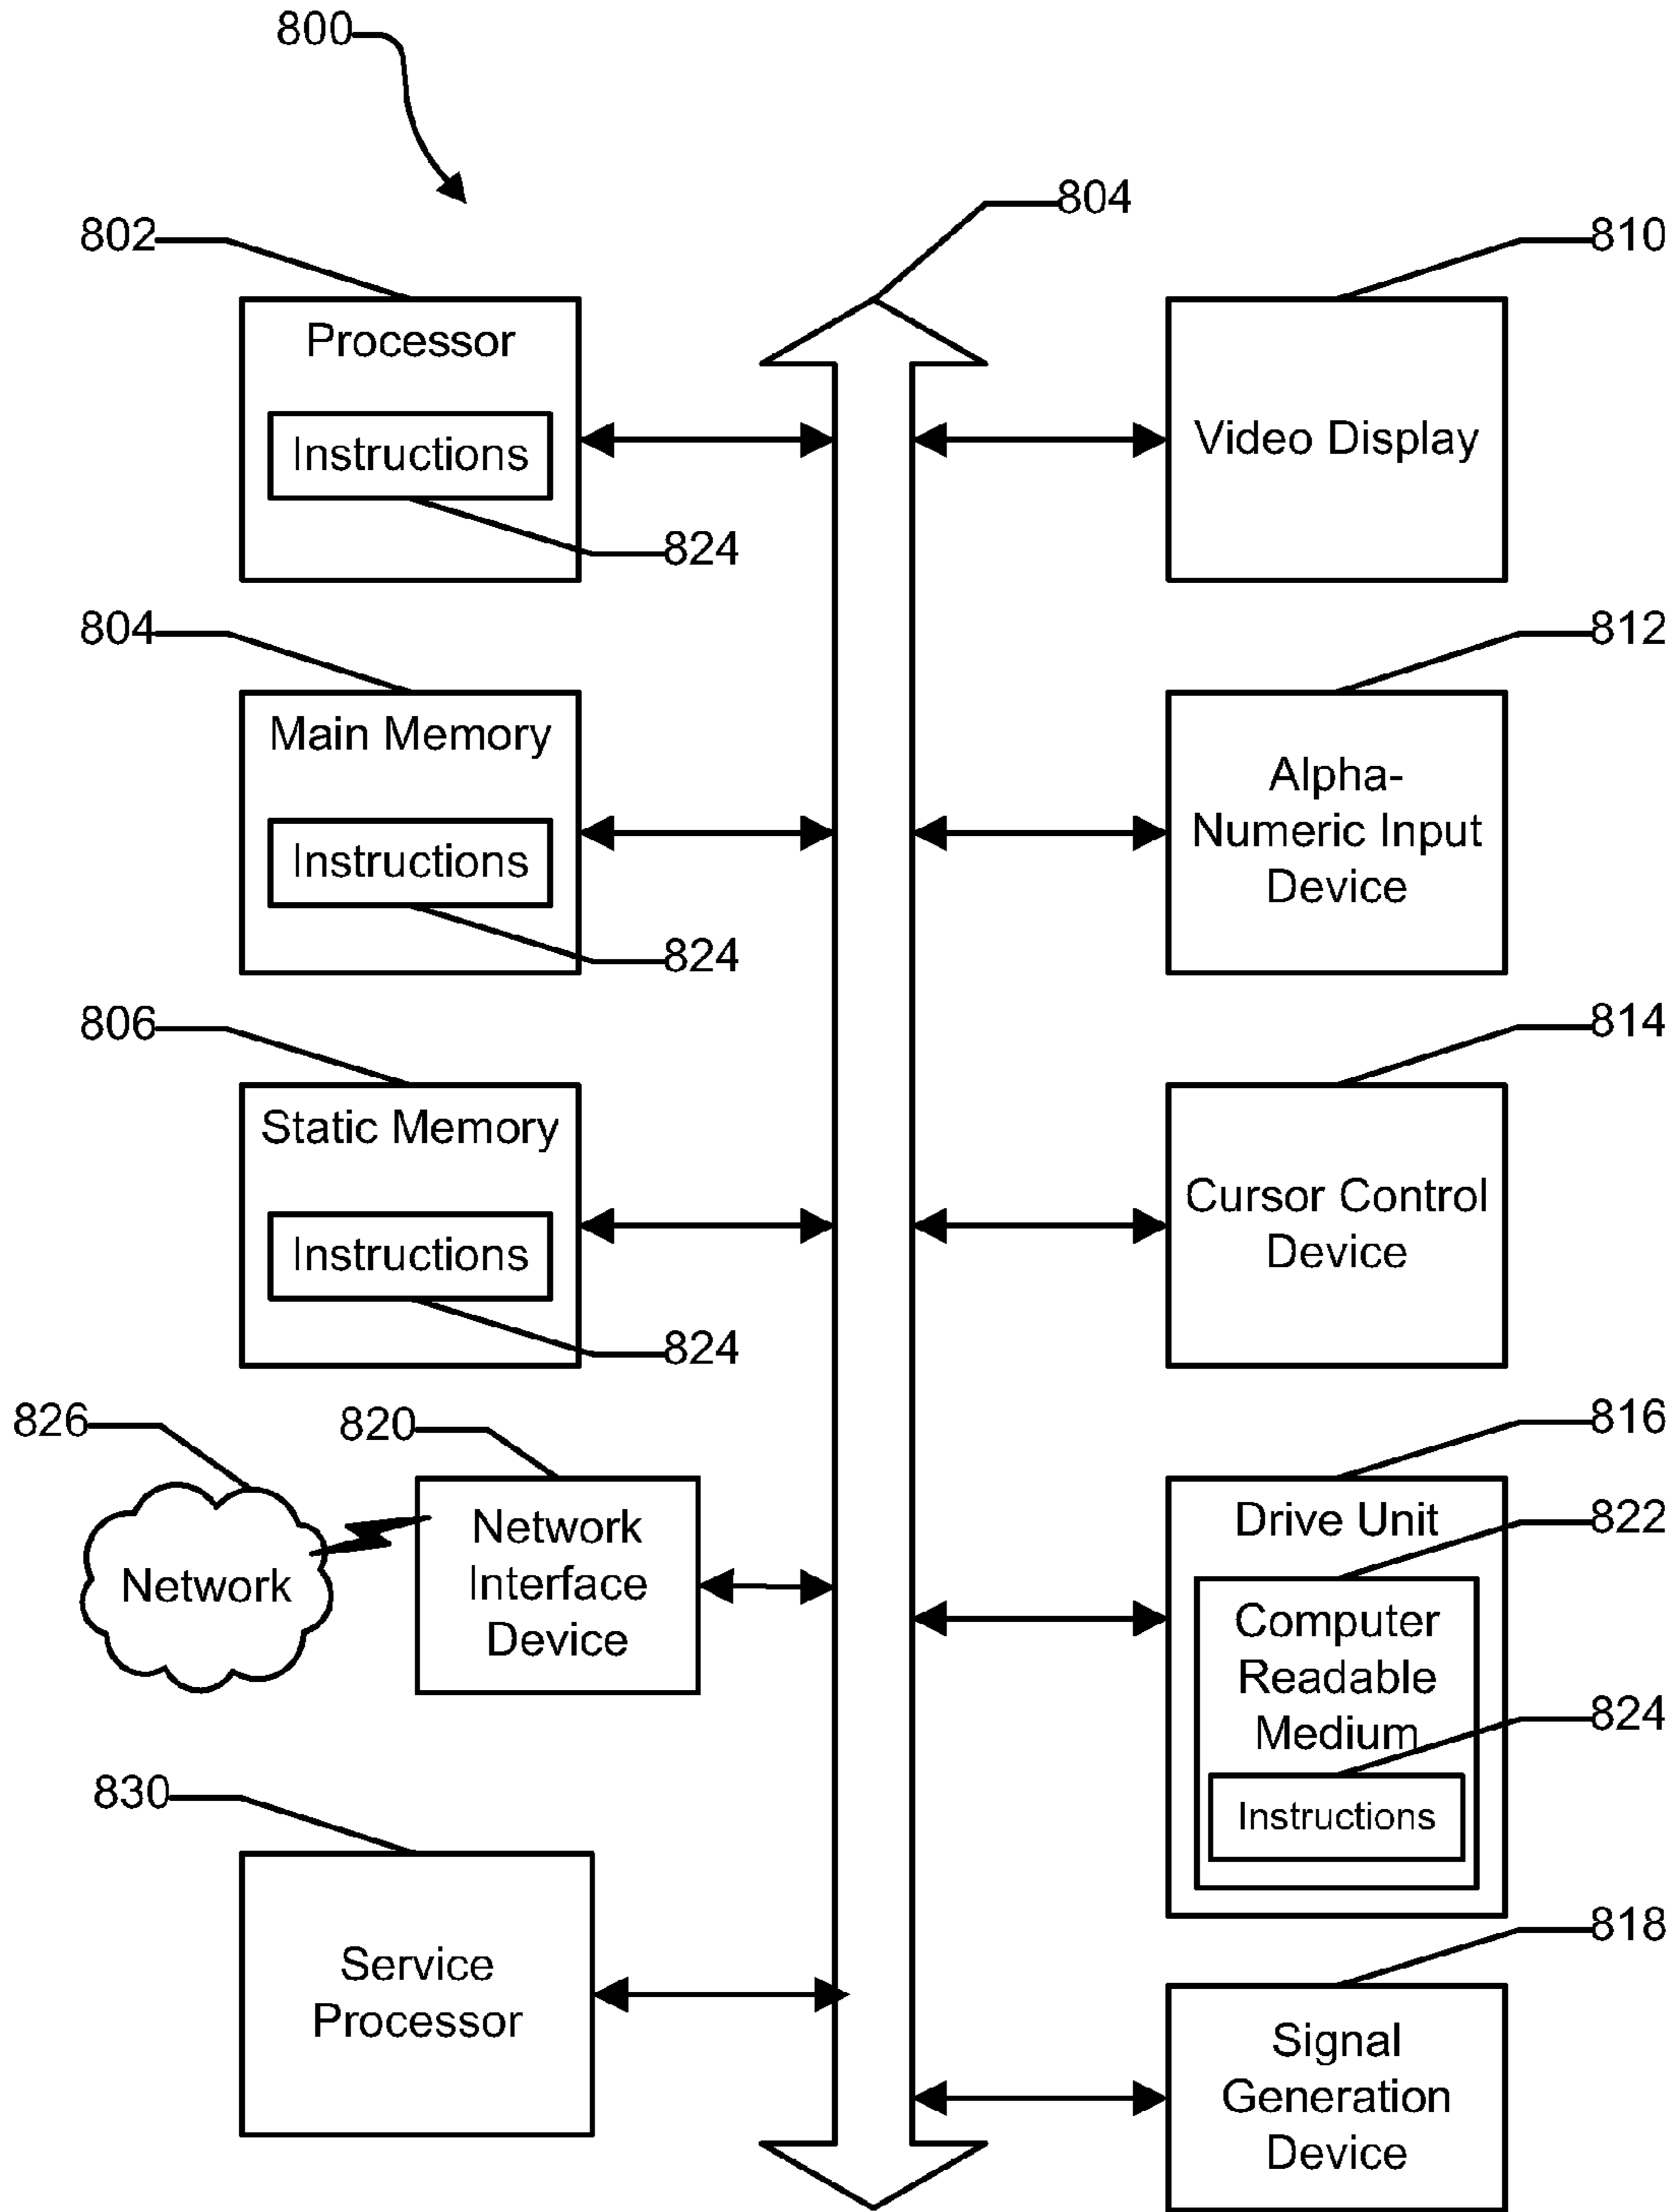 800
804
802
Processor
Instructions
824
804
Main Memory
Instructions
824
806
Static Memory
Instructions
824
826
Network
820
Network
Interface
Device
830
Service
Processor
810
Video Display
812
Alpha-
Numeric Input
Device
814
Cursor Control
Device
816
Drive Unit
822
Computer
Readable
Medium
824
Instructions
818
Signal
Generation
Device